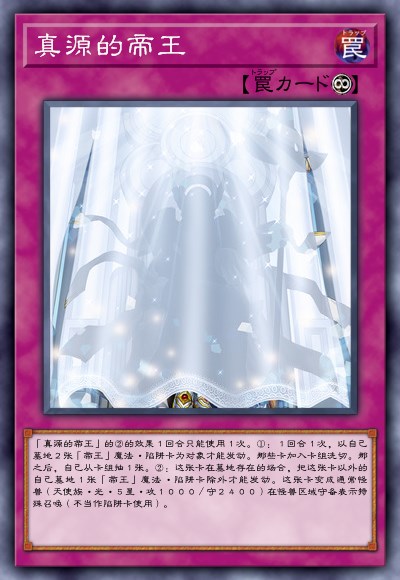 真源的帝王
トラップ
罠
トラップ
【罠カード】
「真源的帝王」的②的效果1回合只能使用1次。①：1回合1次，以自己
墓地2张「帝王」魔法·陷阱卡为对象才能发动。那些卡加入卡组洗切。那
之后，自己从卡组抽1张。②：这张卡在墓地存在的场合，把这张卡以外的
自己墓地1张「帝王」魔法·陷阱卡除外才能发动。这张卡变成通常怪
兽（天使族·光·5星·攻1000／守2400）在怪兽区域守备表示特
殊召唤（不当作陷阱卡使用）。